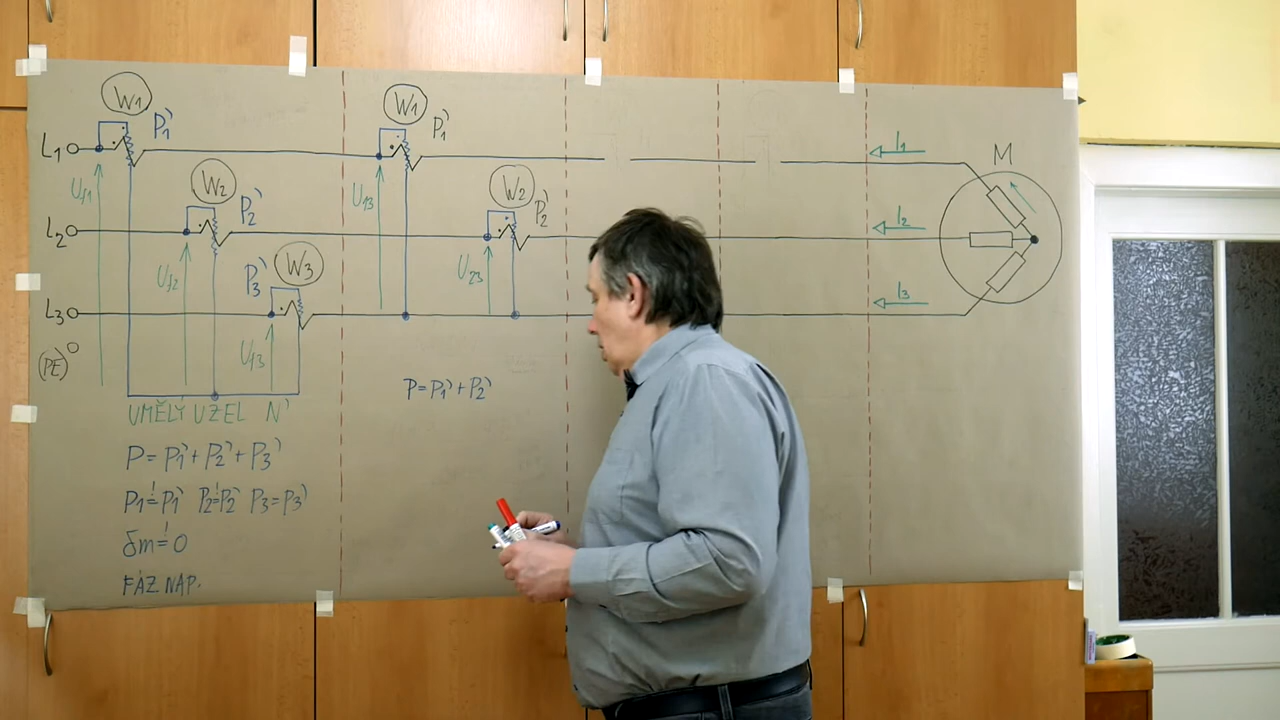 W1
P1'
L1
U11
W2
P2'
L2
U12
W3
P3'
L3
U13
(PE)
UMĚLÝ UZEL N'
P=P1'+P2'+P3'
P1=P1' P2=P2' P3=P3'
δm=0
FÁZ NAP.
W1
P1'
U13
W2
P2'
U23
P=P1'+P2'
I1
I2
I3
M